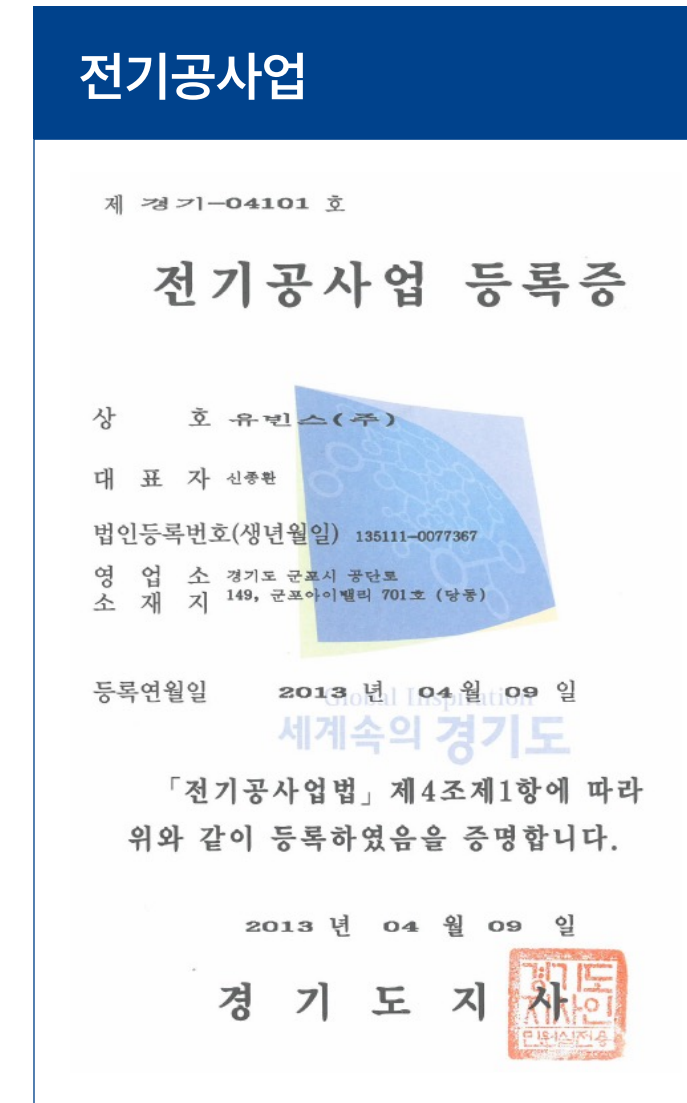 전기공사업
제 경기-04101 호
전기공사업 등록증
상 호 유빈스(주)
대 표 자 신종환
법인등록번호(생년월일) 135111-0077367
영 업 소 경기도 군포시 공단로
소 재 지 149, 군포아이밸리 701호 (당동)
등록연월일 2013 년 04 월 09 일
Global Inspiration
세계속의 경기도
「전기공사업법」 제4조제1항에 따라
위와 같이 등록하였음을 증명합니다.
2013 년 04 월 09 일
경 기 도 지 사
경기도
지사인
민원실전용